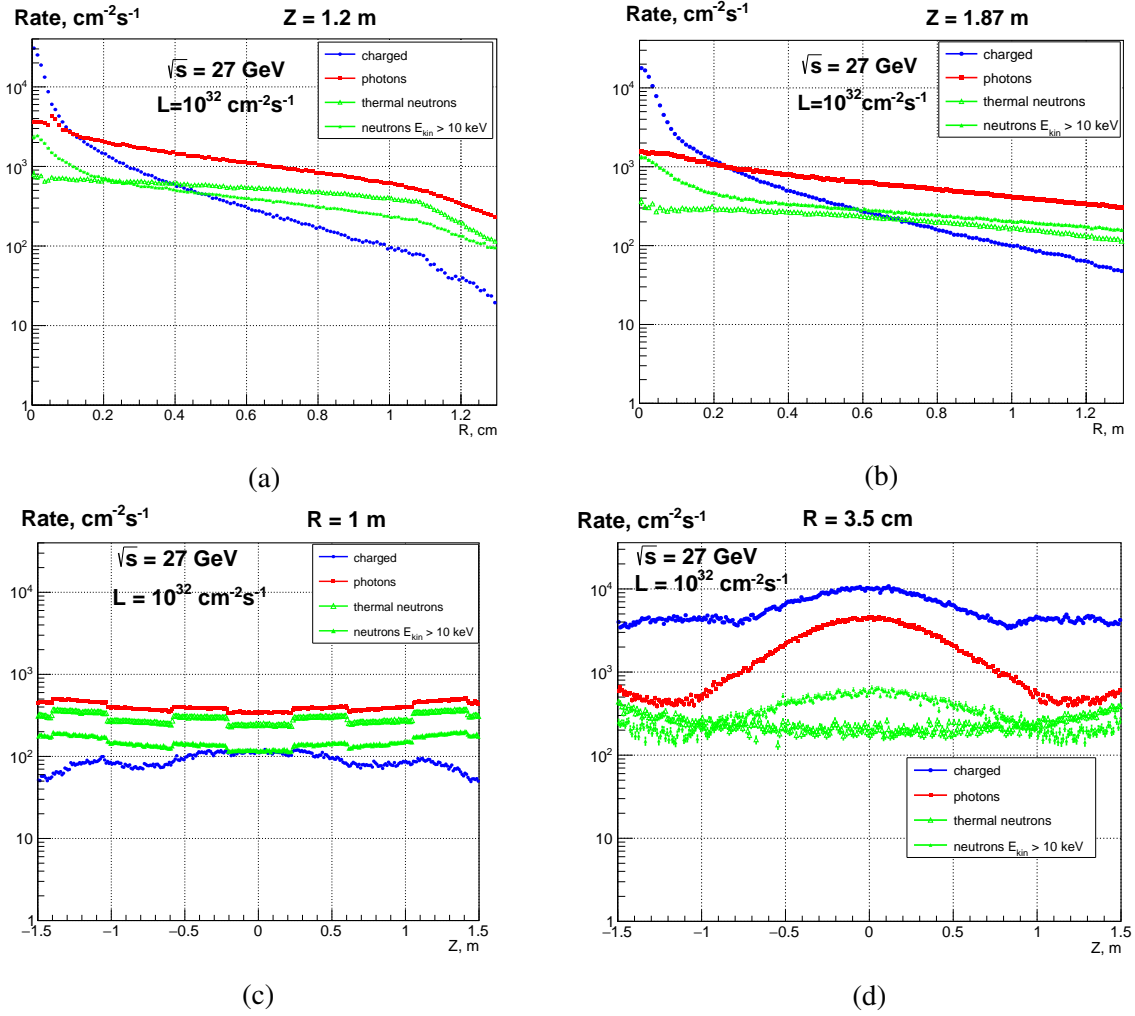 Rate, cm⁻²s⁻¹ Z = 1.2 m
√s = 27 GeV
L=10³² cm⁻²s⁻¹
charged
photons
thermal neutrons
neutrons E_kin > 10 keV
10⁴
10³
10²
10
1
0 0.2 0.4 0.6 0.8 1 1.2
R, cm
(a)
Rate, cm⁻²s⁻¹ Z = 1.87 m
√s = 27 GeV
L=10³² cm⁻²s⁻¹
charged
photons
thermal neutrons
neutrons E_kin > 10 keV
10⁴
10³
10²
10
1
0 0.2 0.4 0.6 0.8 1 1.2
R, m
(b)
Rate, cm⁻²s⁻¹ R = 1 m
√s = 27 GeV
L = 10³² cm⁻²s⁻¹
charged
photons
thermal neutrons
neutrons E_kin > 10 keV
10⁴
10³
10²
10
1
−1.5 −1 −0.5 0 0.5 1 1.5
Z, m
(c)
Rate, cm⁻²s⁻¹ R = 3.5 cm
√s = 27 GeV
L = 10³² cm⁻²s⁻¹
10⁴
10³
10²
10
1
charged
photons
thermal neutrons
neutrons E_kin > 10 keV
−1.5 −1 −0.5 0 0.5 1 1.5
Z, m
(d)